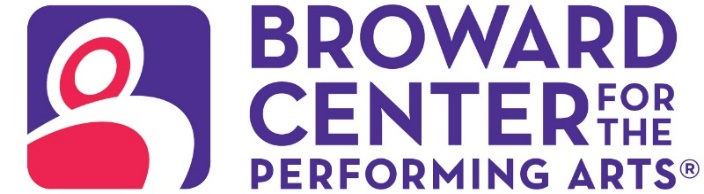 BROWARD
CENTER FOR THE
PERFORMING ARTS®